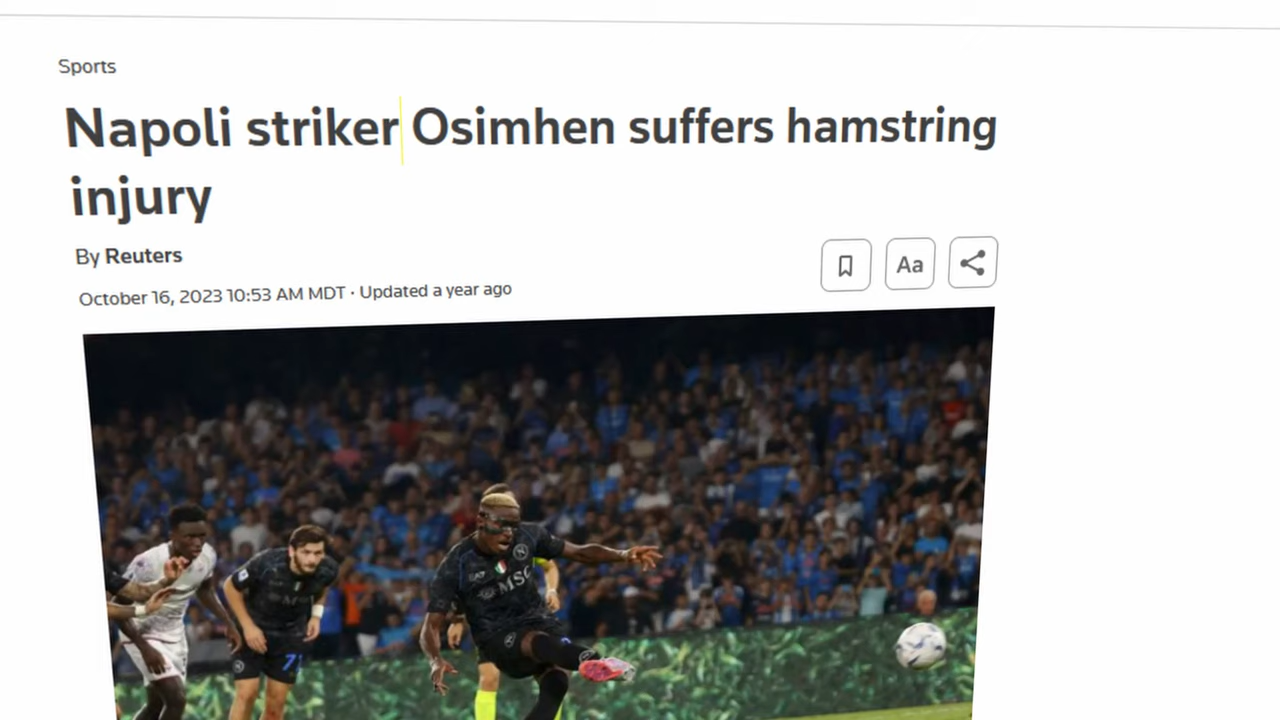 Sports
Napoli striker Osimhen suffers hamstring
injury
By Reuters
October 16, 2023 10:53 AM MDT · Updated a year ago
Aa
MSC
77